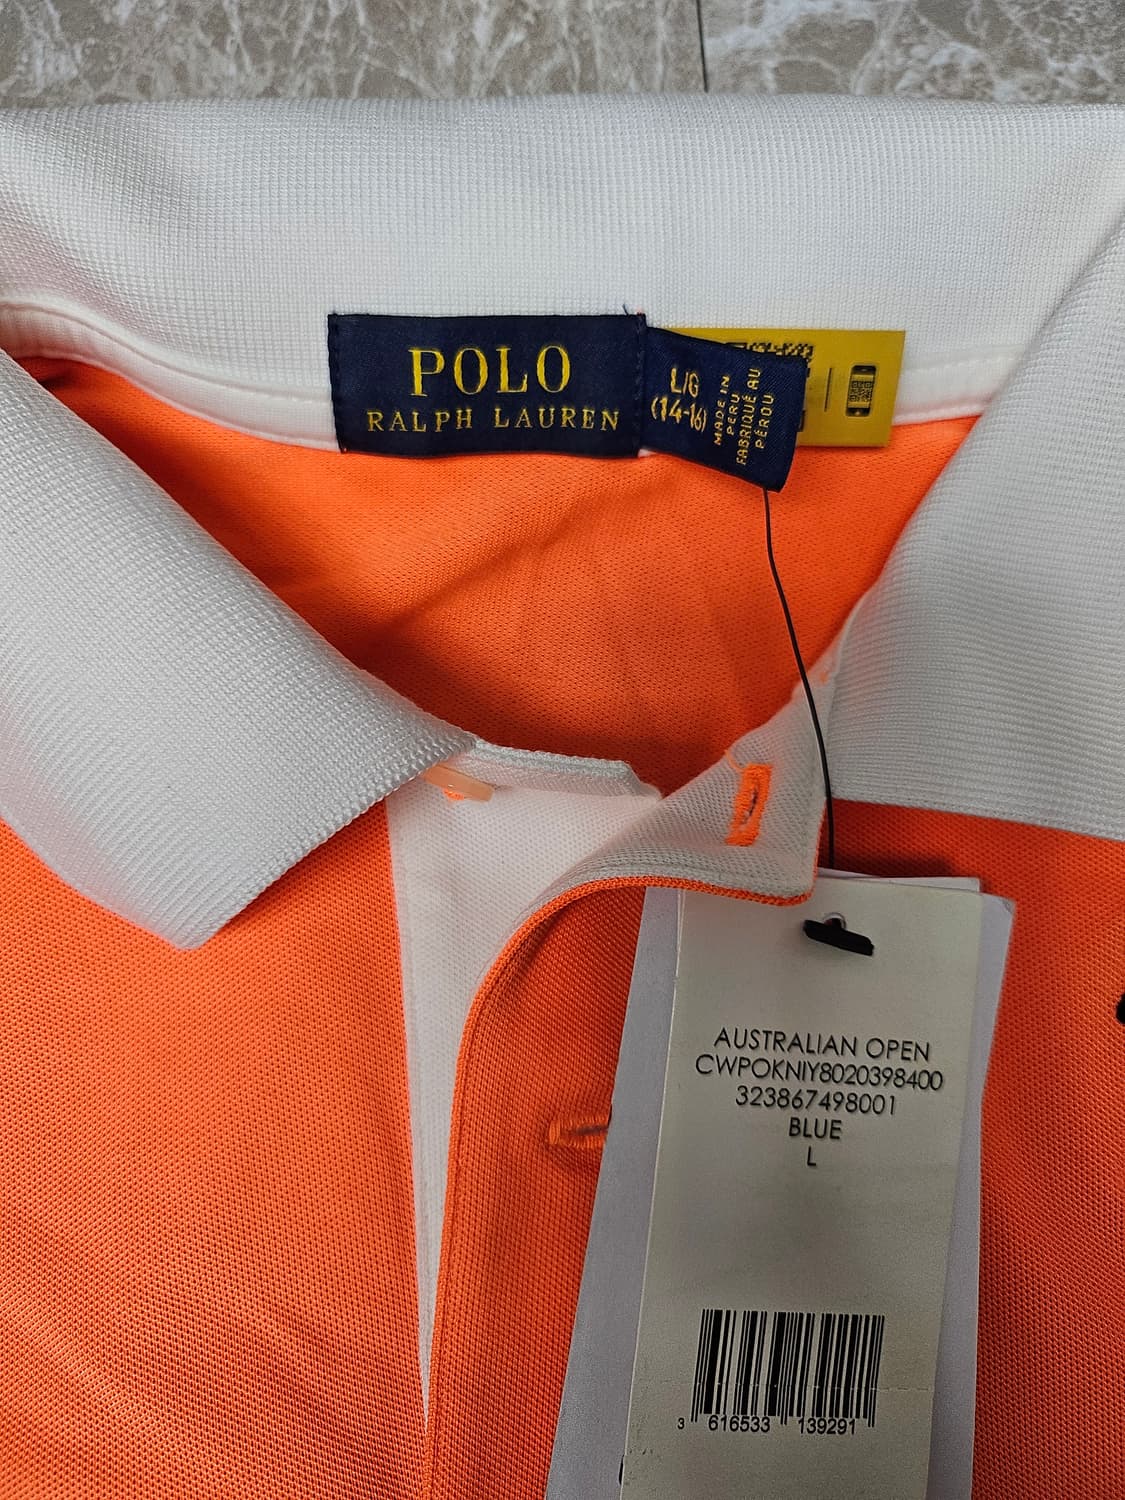 POLO
RALPH LAUREN
L/G
(14-16)
MADE IN
PERU
FABRIQUÉ AU
PÉROU
AUSTRALIAN OPEN
CWPOKNIY8020398400
323867498001
BLUE
L
3 616533 139291